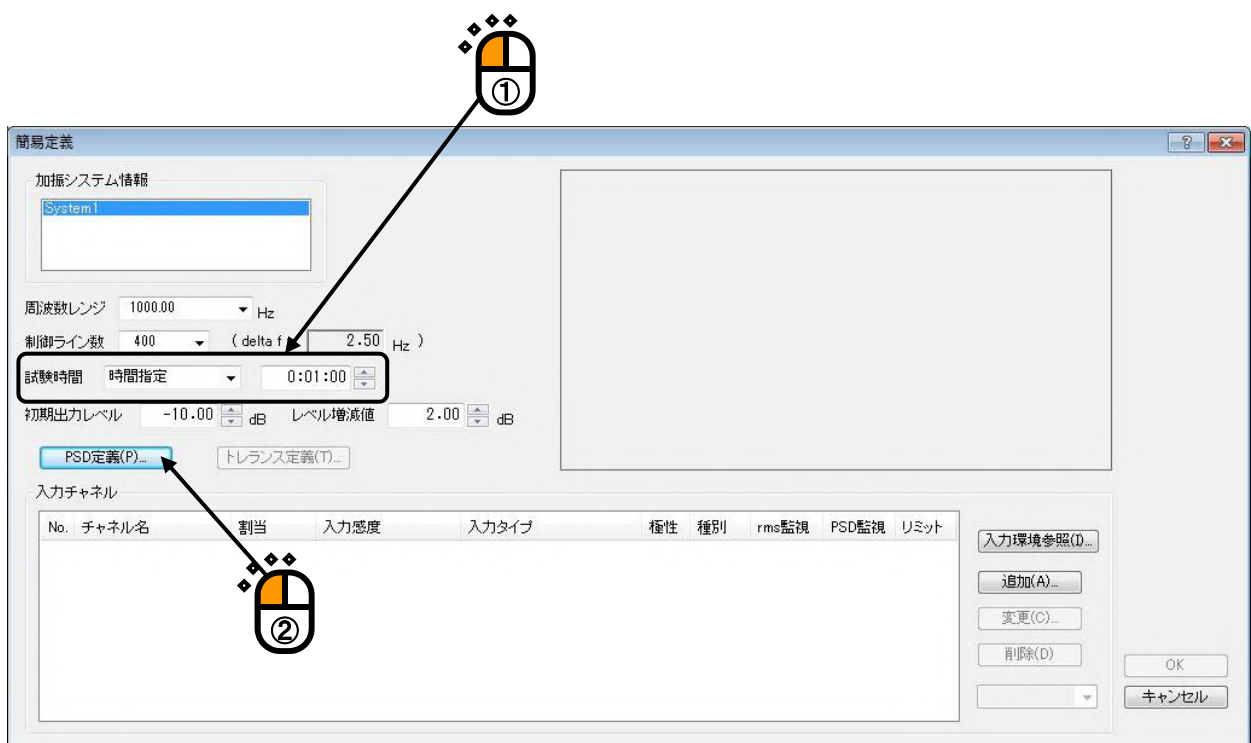 ①
簡易定義
加振システム情報
System1
周波数レンジ 1000.00 Hz
制御ライン数 400 ( delta f 2.50 Hz )
試験時間 時間指定 0:01:00
初期出力レベル -10.00 dB レベル増減値 2.00 dB
PSD定義(P)... トレランス定義(T)...
入力チャネル
No. チャネル名 割当 入力感度 入力タイプ 極性 種別 rms監視 PSD監視 リミット
入力環境参照(I)...
追加(A)...
②
変更(C)...
削除(D)
OK
キャンセル